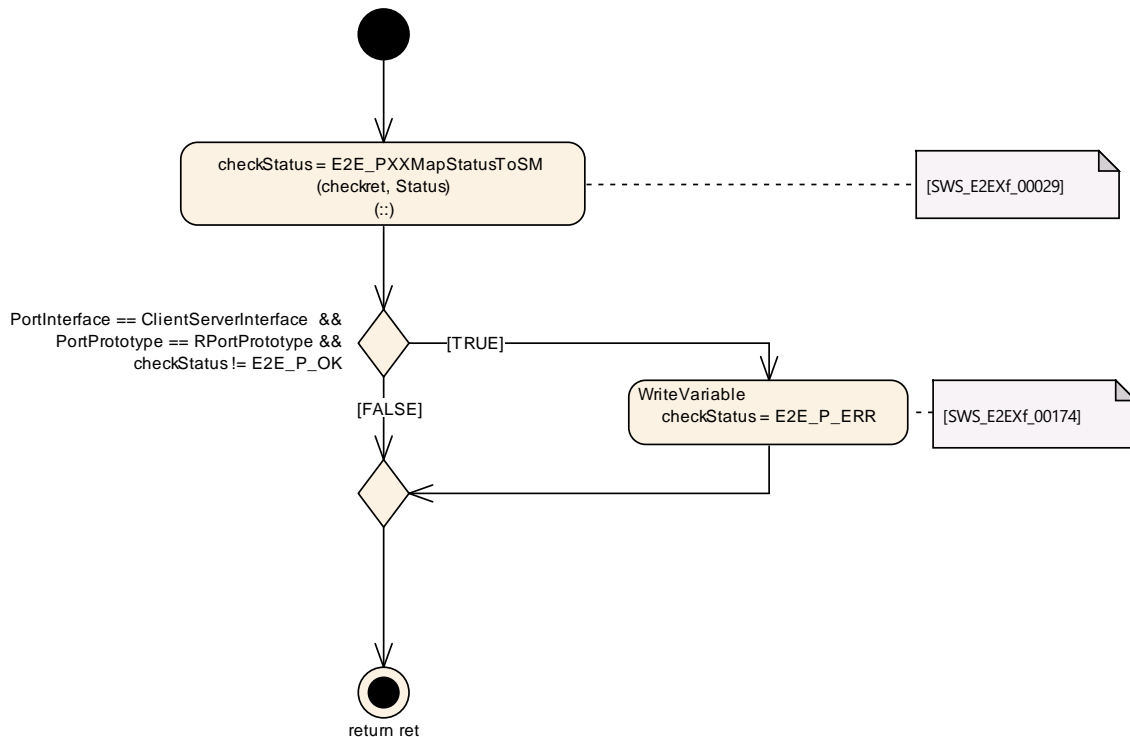 checkStatus = E2E_PXXMapStatusToSM
(checkret, Status)
(::)
[SWS_E2EXf_00029]
PortInterface == ClientServerInterface &&
PortPrototype == RPortPrototype &&
checkStatus != E2E_P_OK
[TRUE]
[FALSE]
WriteVariable
checkStatus = E2E_P_ERR
[SWS_E2EXf_00174]
return ret